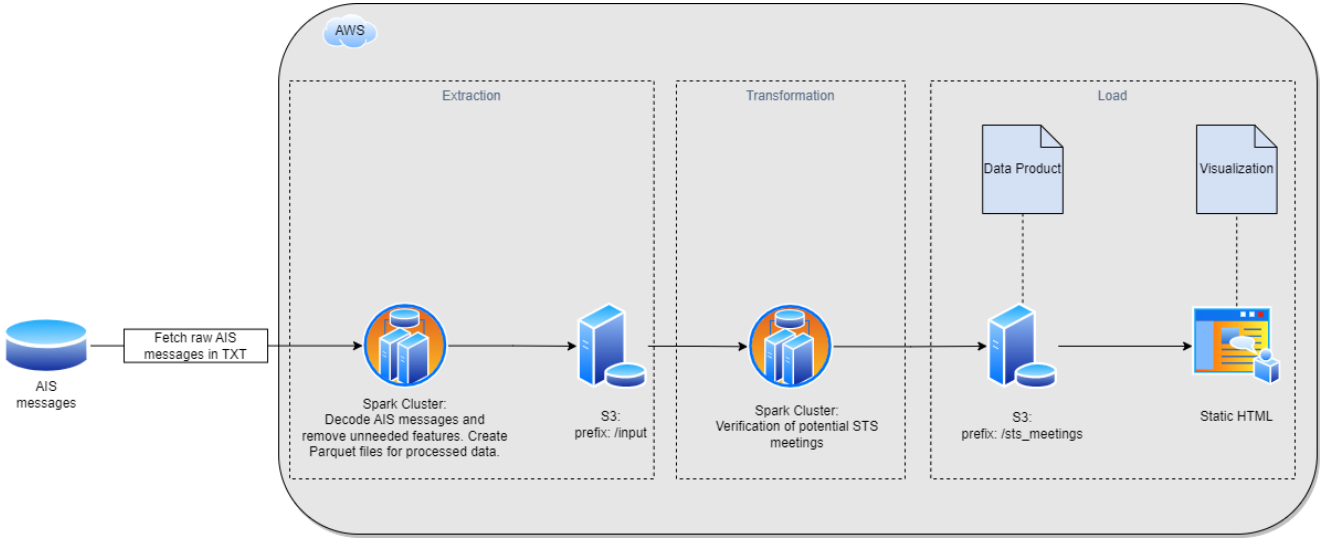 AWS
Extraction
Transformation
Load
Data Product
Visualization
Fetch raw AIS
messages in TXT
AIS
messages
Spark Cluster:
Decode AIS messages and
remove unneeded features. Create
Parquet files for processed data.
S3:
prefix: /input
Spark Cluster:
Verification of potential STS
meetings
S3:
prefix: /sts_meetings
Static HTML